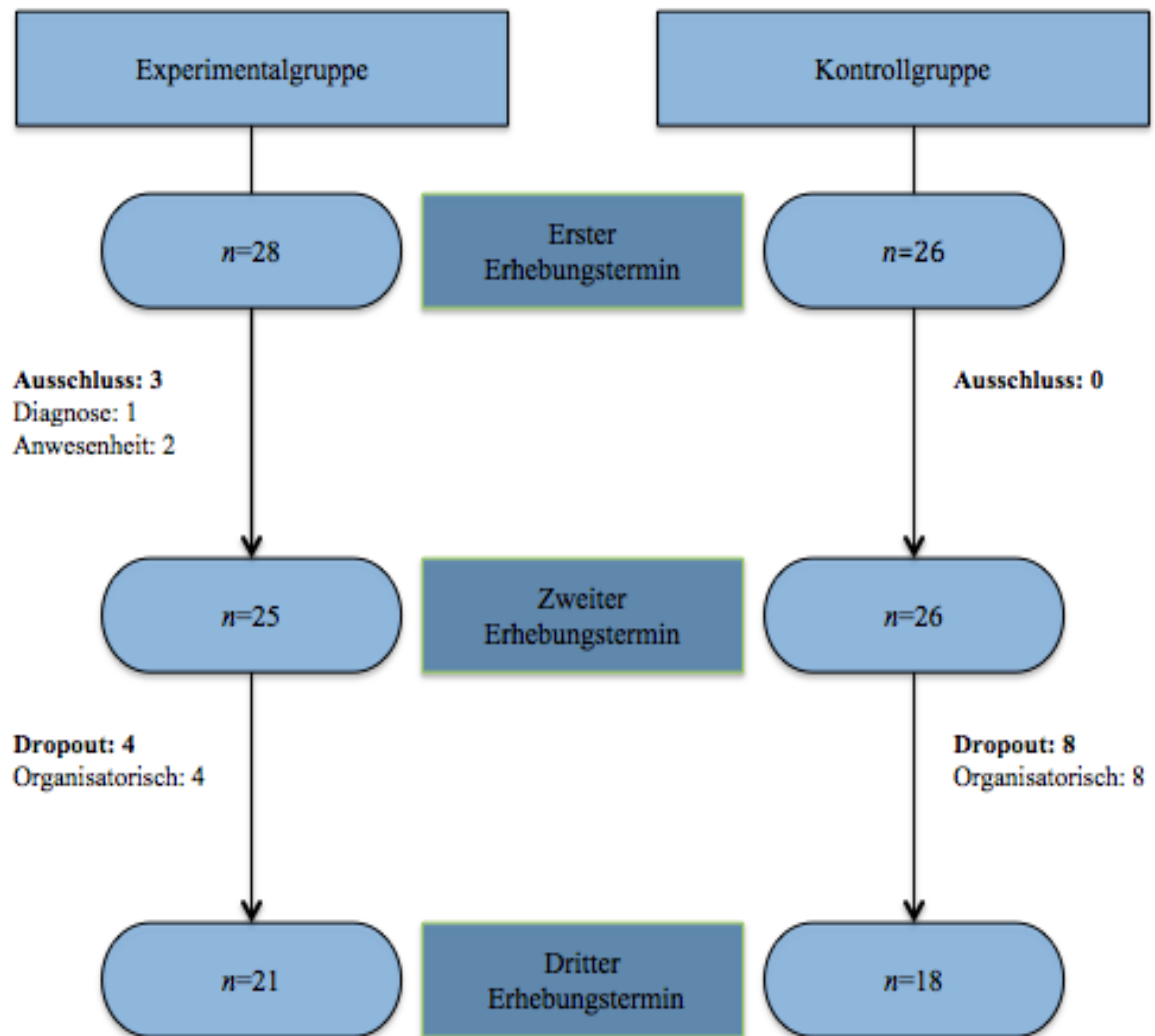 Experimentalgruppe
Kontrollgruppe
n=28
Erster
Erhebungstermin
n=26
Ausschluss: 3
Diagnose: 1
Anwesenheit: 2
Ausschluss: 0
n=25
Zweiter
Erhebungstermin
n=26
Dropout: 4
Organisatorisch: 4
Dropout: 8
Organisatorisch: 8
n=21
Dritter
Erhebungstermin
n=18